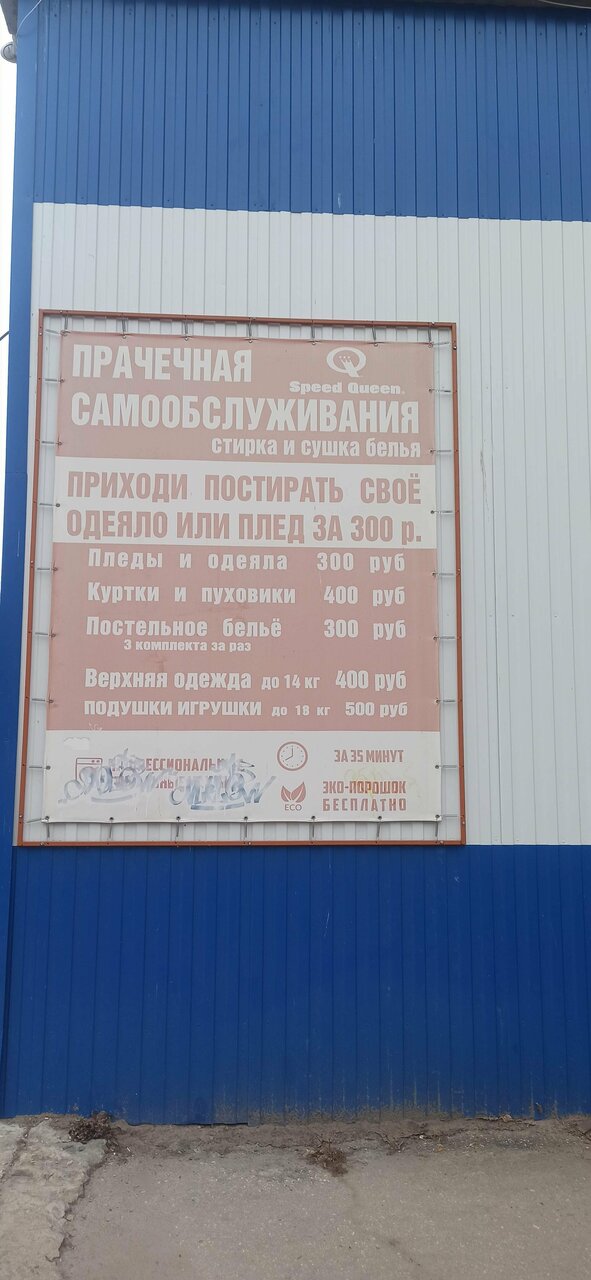 ПРАЧЕЧНАЯ
Speed Queen.
САМООБСЛУЖИВАНИЯ
стирка и сушка белья
ПРИХОДИ ПОСТИРАТЬ СВОЁ
ОДЕЯЛО ИЛИ ПЛЕД ЗА 300 р.
Пледы и одеяла 300 руб
Куртки и пуховики 400 руб
Постельное бельё 300 руб
3 комплекта за раз
Верхняя одежда до 14 кг 400 руб
ПОДУШКИ ИГРУШКИ до 18 кг 500 руб
ЗА 35 МИНУТ
ЭКО-ПОРОШОК
БЕСПЛАТНО
ECO